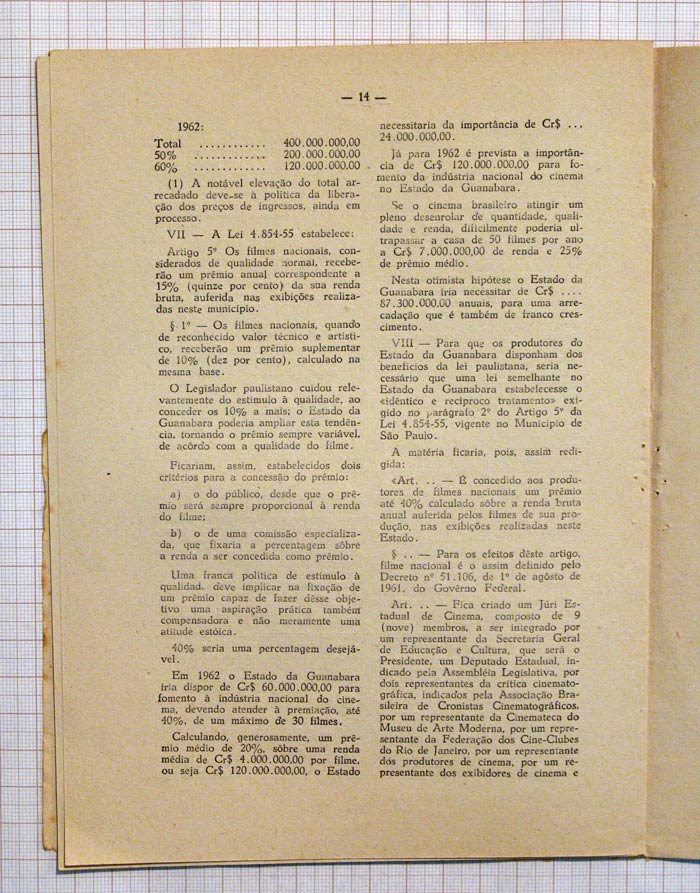 — 14 —
1962:
Total ............ 400.000.000,00
50% ............. 200.000.000,00
60% ............. 120.000.000,00
(1) A notável elevação do total ar-
recadado deve-se à política da libera-
ção dos preços de ingressos, ainda em
processo.
VII — A Lei 4.854-55 estabelece:
Artigo 5º Os filmes nacionais, con-
siderados de qualidade normal, recebe-
rão um prêmio anual correspondente a
15% (quinze por cento) da sua renda
bruta, auferida nas exibições realiza-
das neste município.
§ 1º — Os filmes nacionais, quando
de reconhecido valor técnico e artísti-
co, receberão um prêmio suplementar
de 10% (dez por cento), calculado na
mesma base.
O Legislador paulistano cuidou rele-
vantemente do estímulo à qualidade, ao
conceder os 10% a mais; o Estado da
Guanabara poderia ampliar esta tendên-
cia, tornando o prêmio sempre variável,
de acôrdo com a qualidade do filme.
Ficariam, assim, estabelecidos dois
critérios para a concessão do prêmio:
a) o do público, desde que o prê-
mio será sempre proporcional à renda
do filme;
b) o de uma comissão especializa-
da, que fixaria a percentagem sôbre
a renda a ser concedida como prêmio.
Uma franca política de estímulo à
qualidad. deve implicar na fixação de
um prêmio capaz de fazer dêsse obje-
tivo uma aspiração prática também
compensadora e não meramente uma
atitude estóica.
40% seria uma percentagem desejá-
vel.
Em 1962 o Estado da Guanabara
iria dispor de Cr$ 60.000.000,00 para
fomento à indústria nacional do cine-
ma, devendo atender à premiação, até
40%, de um máximo de 30 filmes.
Calculando, generosamente, um prê-
mio médio de 20%, sôbre uma renda
média de Cr$ 4.000.000,00 por filme,
ou seja Cr$ 120.000.000,00, o Estado
necessitaria da importância de Cr$ ...
24.000.000,00.
Já para 1962 é prevista a importân-
cia de Cr$ 120.000.000,00 para fo-
mento da indústria nacional do cinema
no Estado da Guanabara.
Se o cinema brasileiro atingir um
pleno desenrolar de quantidade, quali-
dade e renda, dificilmente poderia ul-
trapassar a casa de 50 filmes por ano
a Cr$ 7.000.000,00 de renda e 25%
de prêmio médio.
Nesta otimista hipótese o Estado da
Guanabara iria necessitar de Cr$ ....
87.300.000,00 anuais, para uma arre-
cadação que é também de franco cres-
cimento.
VIII — Para que os produtores do
Estado da Guanabara disponham dos
benefícios da lei paulistana, seria ne-
cessário que uma lei semelhante no
Estado da Guanabara estabelecesse o
«idêntico e recíproco tratamento» exi-
gido no parágrafo 2º do Artigo 5º da
Lei 4.854-55, vigente no Município de
São Paulo.
A matéria ficaria, pois, assim redi-
gida:
«Art. .. — É concedido aos produ-
tores de filmes nacionais um prêmio
até 40% calculado sôbre a renda bruta
anual auferida pelos filmes de sua pro-
dução, nas exibições realizadas neste
Estado.
§ .. — Para os efeitos dêste artigo,
filme nacional é o assim definido pelo
Decreto nº 51.106, de 1º de agôsto de
1961, do Govêrno Federal.
Art. .. — Fica criado um Júri Es-
tadual de Cinema, composto de 9
(nove) membros, a ser integrado por
um representante da Secretaria Geral
de Educação e Cultura, que será o
Presidente, um Deputado Estadual, in-
dicado pela Assembléia Legislativa, por
dois representantes da crítica cinemato-
gráfica, indicados pela Associação Bra-
sileira de Cronistas Cinematográficos,
por um representante da Cinemateca do
Museu de Arte Moderna, por um repre-
sentante da Federação dos Cine-Clubes
do Rio de Janeiro, por um representante
dos produtores de cinema, por um re-
presentante dos exibidores de cinema e